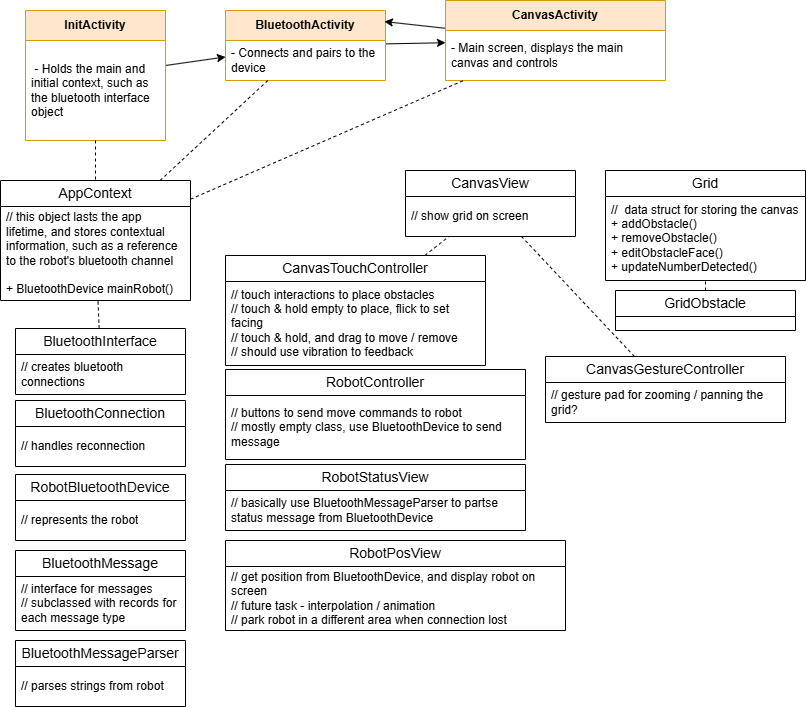 InitActivity
- Holds the main and
initial context, such as
the bluetooth interface
object
BluetoothActivity
- Connects and pairs to the
device
CanvasActivity
- Main screen, displays the main
canvas and controls
AppContext
// this object lasts the app
lifetime, and stores contextual
information, such as a reference
to the robot's bluetooth channel
+ BluetoothDevice mainRobot()
CanvasView
// show grid on screen
Grid
// data struct for storing the canvas
+ addObstacle()
+ removeObstacle()
+ editObstacleFace()
+ updateNumberDetected()
GridObstacle
CanvasTouchController
// touch interactions to place obstacles
// touch & hold empty to place, flick to set
facing
// touch & hold, and drag to move / remove
// should use vibration to feedback
CanvasGestureController
// gesture pad for zooming / panning the
grid?
BluetoothInterface
// creates bluetooth
connections
BluetoothConnection
// handles reconnection
RobotBluetoothDevice
// represents the robot
BluetoothMessage
// interface for messages
// subclassed with records for
each message type
BluetoothMessageParser
// parses strings from robot
RobotController
// buttons to send move commands to robot
// mostly empty class, use BluetoothDevice to send
message
RobotStatusView
// basically use BluetoothMessageParser to partse
status message from BluetoothDevice
RobotPosView
// get position from BluetoothDevice, and display robot on
screen
// future task - interpolation / animation
// park robot in a different area when connection lost